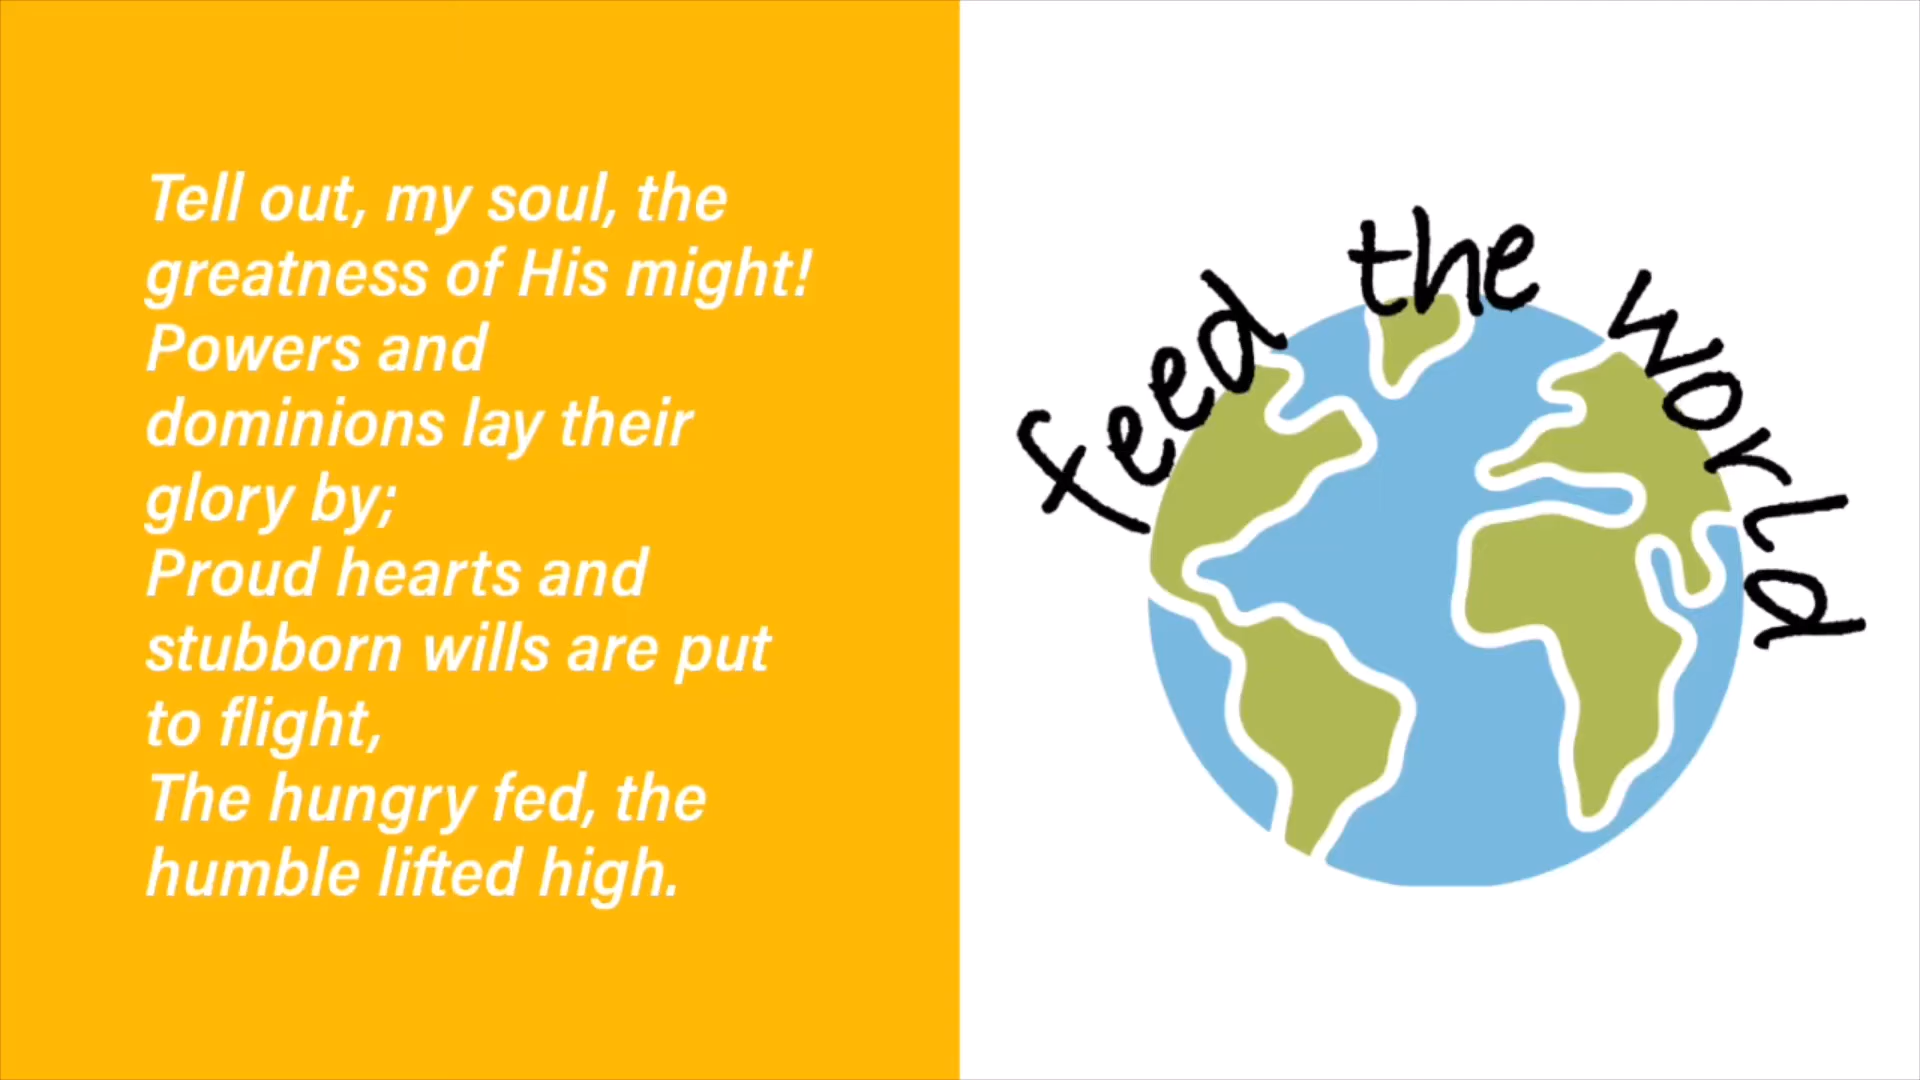 Tell out, my soul, the
greatness of His might!
Powers and
dominions lay their
glory by;
Proud hearts and
stubborn wills are put
to flight,
The hungry fed, the
humble lifted high.
feed the world